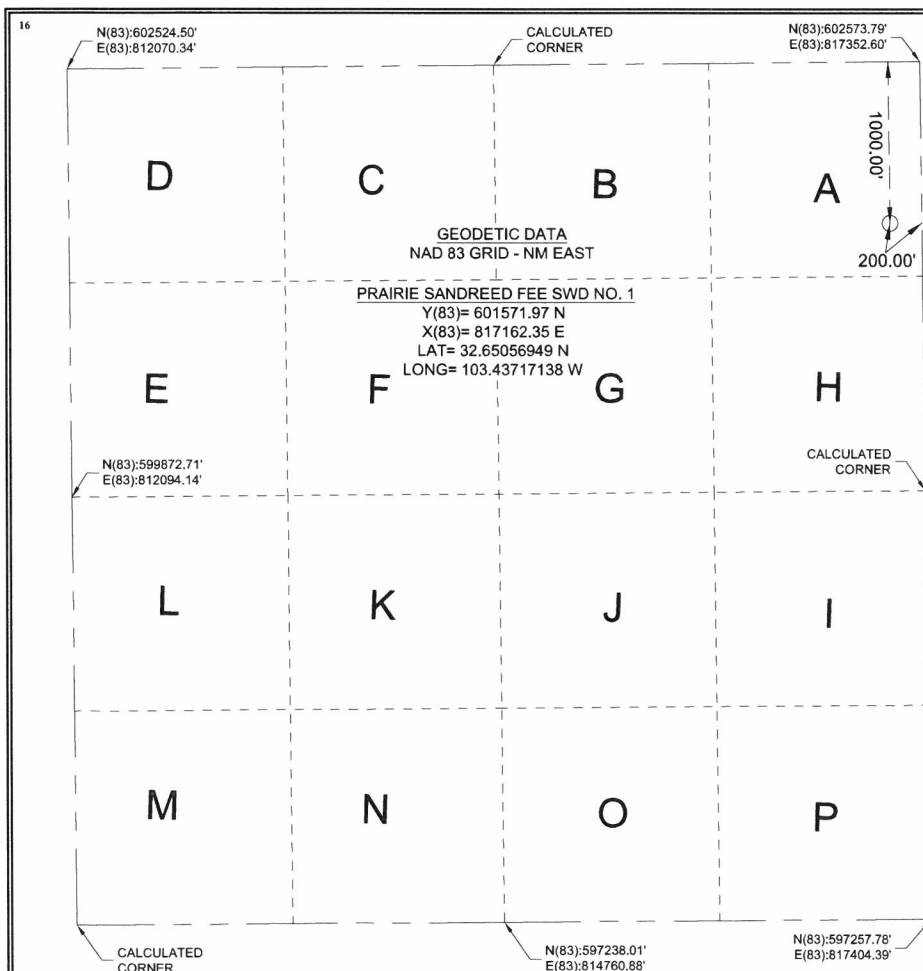 16
N(83):602524.50'
E(83):812070.34'
CALCULATED
CORNER
N(83):602573.79'
E(83):817352.60'
1000.00'
D
C
B
A
200.00'
GEODETIC DATA
NAD 83 GRID - NM EAST
PRAIRIE SANDREED FEE SWD NO. 1
Y(83)= 601571.97 N
X(83)= 817162.35 E
LAT= 32.65056949 N
LONG= 103.43717138 W
E
F
G
H
N(83):599872.71'
E(83):812094.14'
CALCULATED
CORNER
L
K
J
I
M
N
O
P
CALCULATED
CORNER
N(83):597238.01'
E(83):814760.88'
N(83):597257.78'
E(83):817404.39'